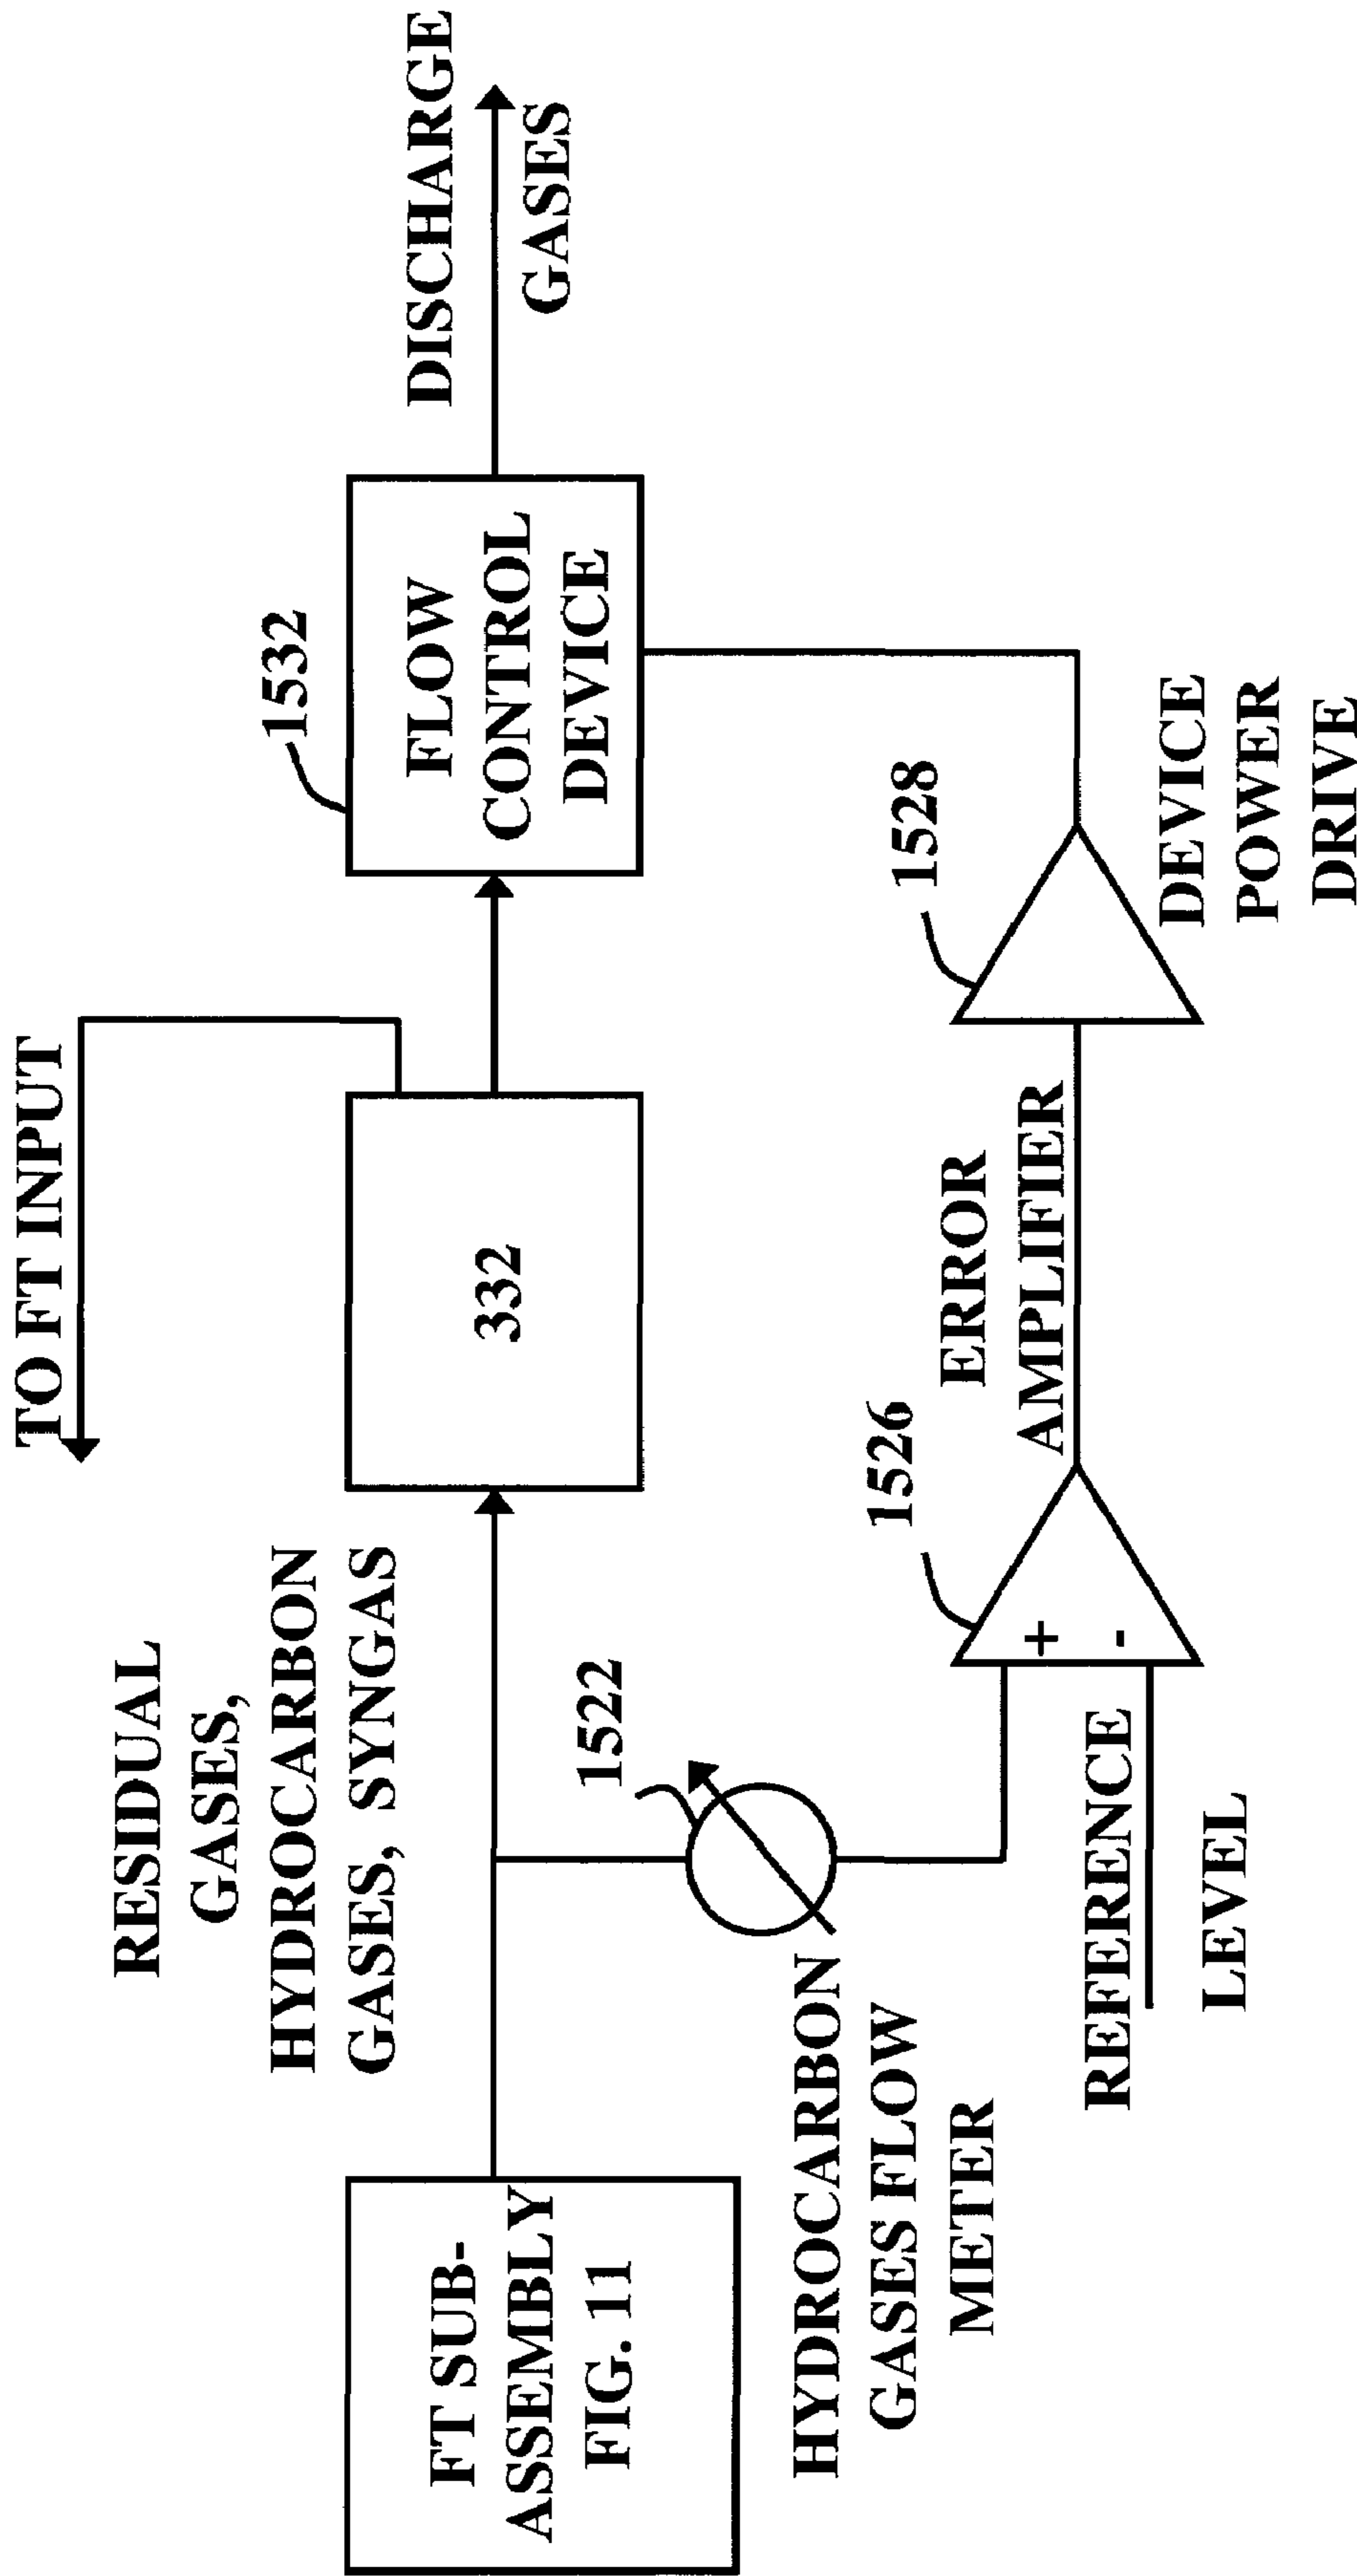 TO FT INPUT
RESIDUAL
GASES,
HYDROCARBON
GASES, SYNGAS
DISCHARGE
GASES
1532
FT SUB-
ASSEMBLY
FIG. 11
332
FLOW
CONTROL
DEVICE
1522
HYDROCARBON
GASES FLOW
METER
1526
ERROR
AMPLIFIER
1528
+
-
REFERENCE
LEVEL
DEVICE
POWER
DRIVE